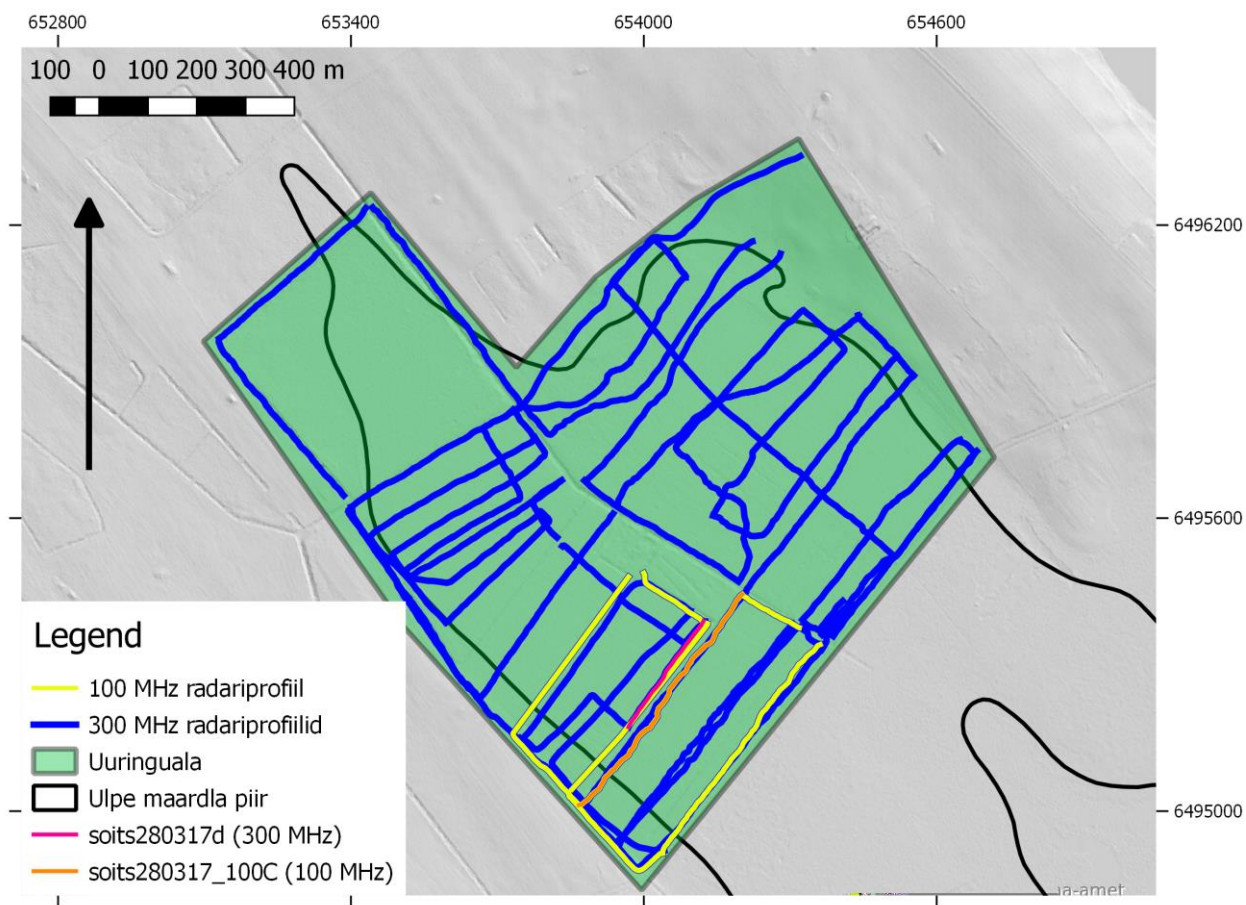 652800 653400 654000 654600
100 0 100 200 300 400 m
6496200
6495600
Legend
100 MHz radariprofiil
300 MHz radariprofiilid
Uuringuala
Ulpe maardla piir
6495000
soits280317d (300 MHz)
soits280317_100C (100 MHz)
a-amet